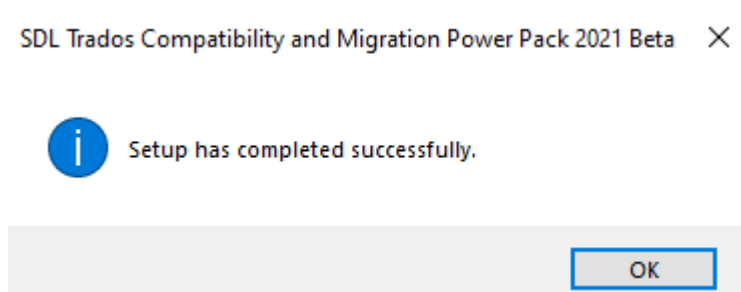 SDL Trados Compatibility and Migration Power Pack 2021 Beta
Setup has completed successfully.
OK